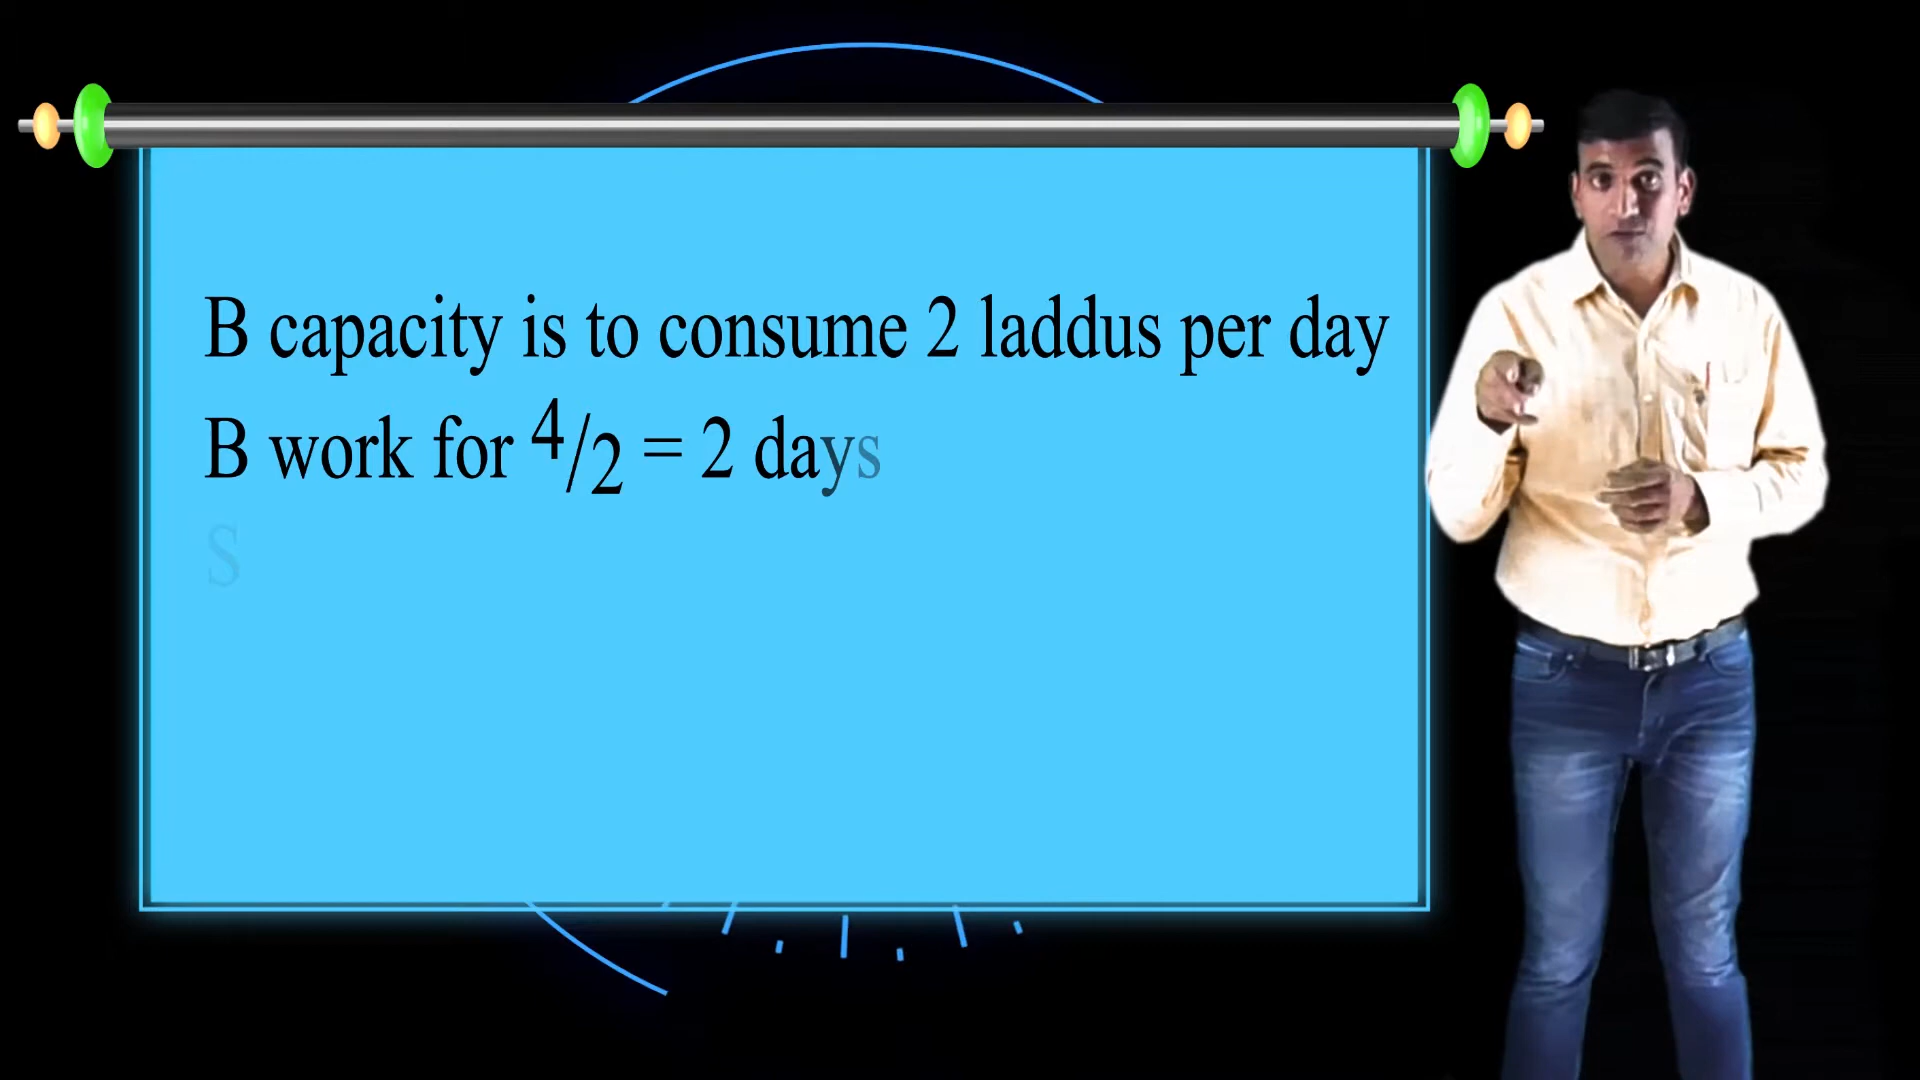 B capacity is to consume 2 laddus per day
B work for 4/2 = 2 days
S